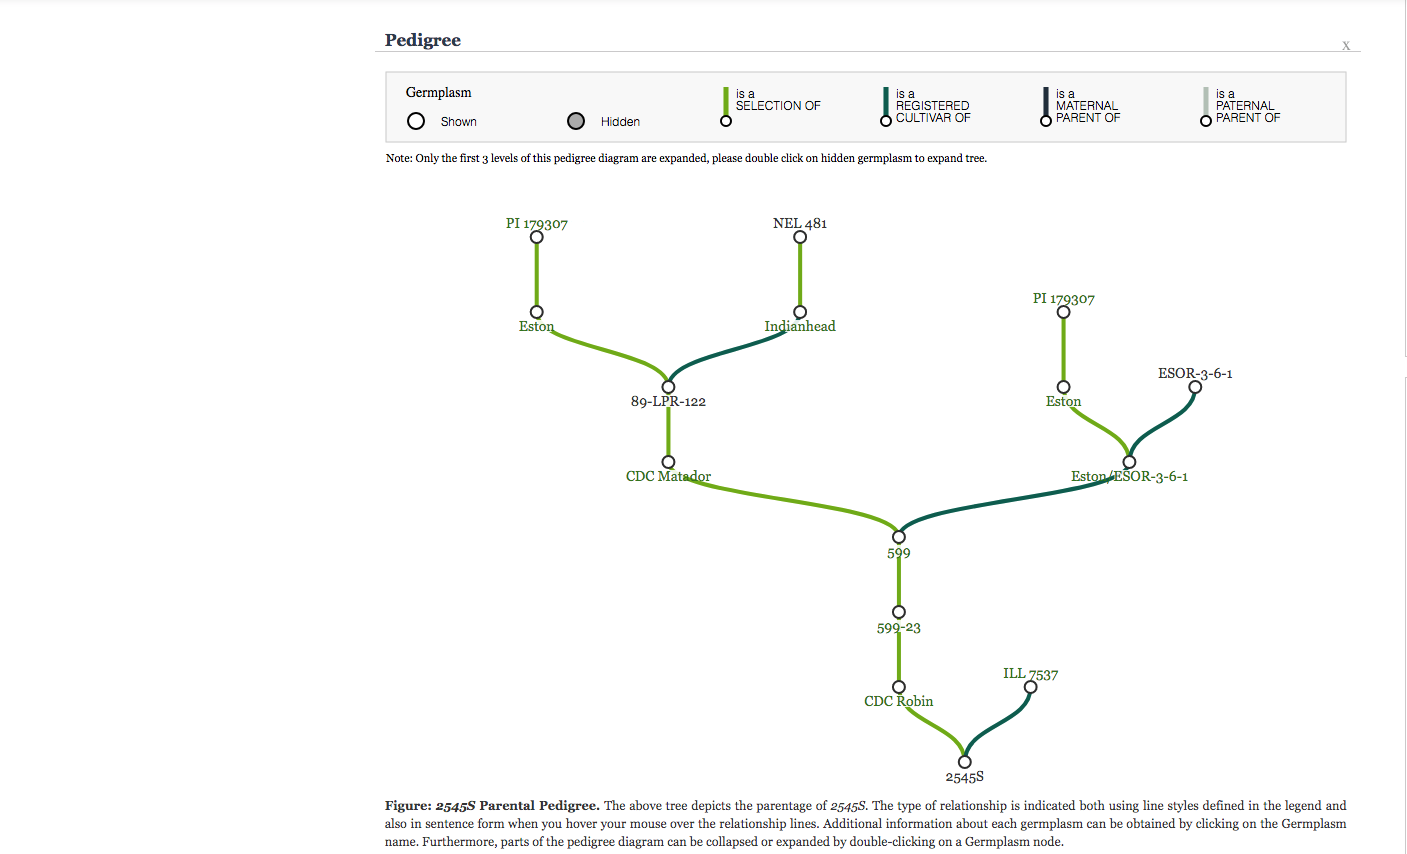 Pedigree
X
Germplasm
Shown
Hidden
is a
SELECTION OF
is a
REGISTERED
CULTIVAR OF
is a
MATERNAL
PARENT OF
is a
PATERNAL
PARENT OF
Note: Only the first 3 levels of this pedigree diagram are expanded, please double click on hidden germplasm to expand tree.
PI 179307
NEL 481
PI 179307
Eston
Indianhead
ESOR-3-6-1
89-LPR-122
Eston
CDC Matador
Eston/ESOR-3-6-1
599
599-23
ILL 7537
CDC Robin
2545S
Figure: 2545S Parental Pedigree. The above tree depicts the parentage of 2545S. The type of relationship is indicated both using line styles defined in the legend and
also in sentence form when you hover your mouse over the relationship lines. Additional information about each germplasm can be obtained by clicking on the Germplasm
name. Furthermore, parts of the pedigree diagram can be collapsed or expanded by double-clicking on a Germplasm node.